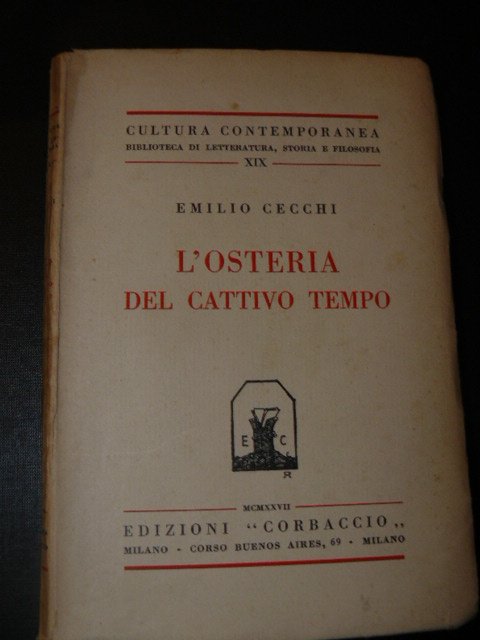 CULTURA CONTEMPORANEA
BIBLIOTECA DI LETTERATURA, STORIA E FILOSOFIA
XIX
EMILIO CECCHI
L'OSTERIA
DEL CATTIVO TEMPO
E C
MCMXXVII
EDIZIONI "CORBACCIO„
MILANO - CORSO BUENOS AIRES, 69 - MILANO